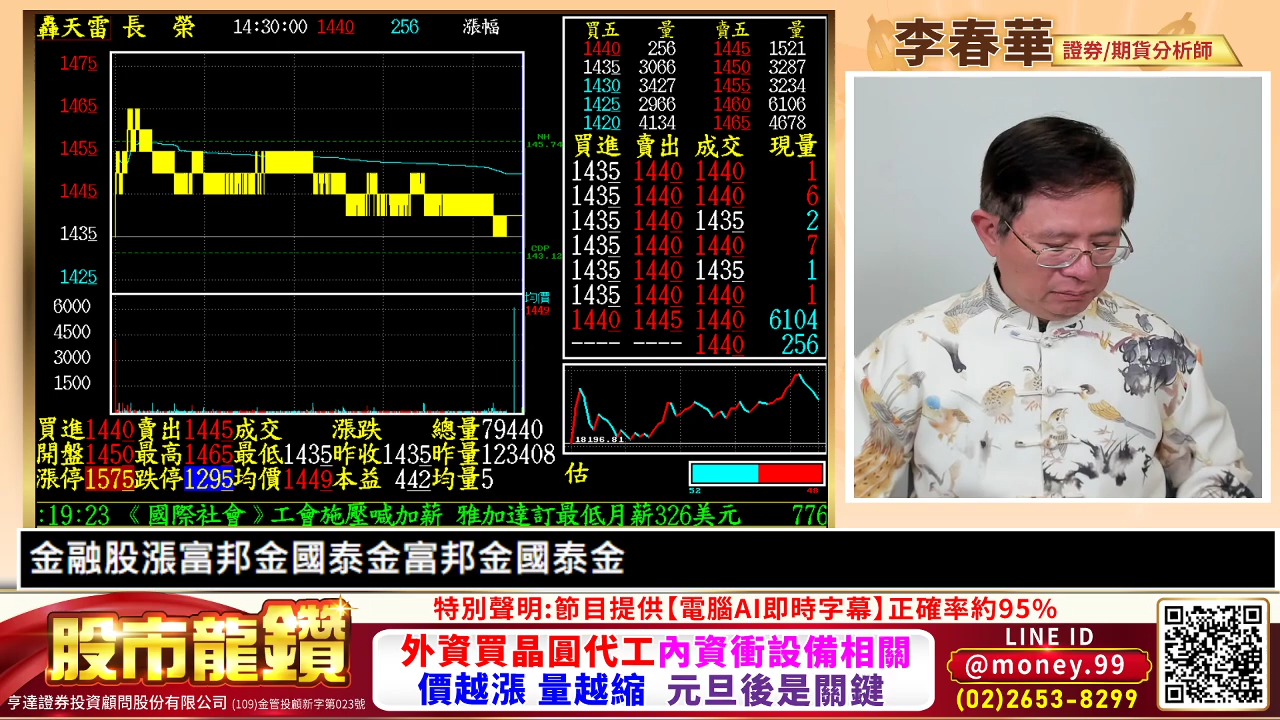 轟天雷 長 榮 14:30:00 1440 256 漲幅
1475
1465
1455
1445
1435
1425
NH
145.74
CDP
143.12
均價
1449
6000
4500
3000
1500
買五 量 賣五 量
1440 256 1445 1521
1435 3066 1450 3287
1430 3427 1455 3234
1425 2966 1460 6106
1420 4134 1465 4678
買進 賣出 成交 現量
1435 1440 1440 1
1435 1440 1440 6
1435 1440 1435 2
1435 1440 1440 7
1435 1440 1435 1
1435 1440 1440 1
1440 1445 1440 6104
---- ---- 1440 256
18196.81
估
52 48
買進1440賣出1445成交 漲跌 總量79440
開盤1450最高1465最低1435昨收1435昨量123408
漲停1575跌停1295均價1449本益 442均量5
:19:23 《國際社會》工會施壓喊加薪 雅加達訂最低月薪326美元 776
李春華
證券/期貨分析師
金融股漲富邦金國泰金富邦金國泰金
特別聲明:節目提供【電腦AI即時字幕】正確率約95%
股市龍鑽
外資買晶圓代工內資衝設備相關
價越漲 量越縮 元旦後是關鍵
亨達證券投資顧問股份有限公司 (109)金管投顧新字第023號
LINE ID
@money.99
(02)2653-8299